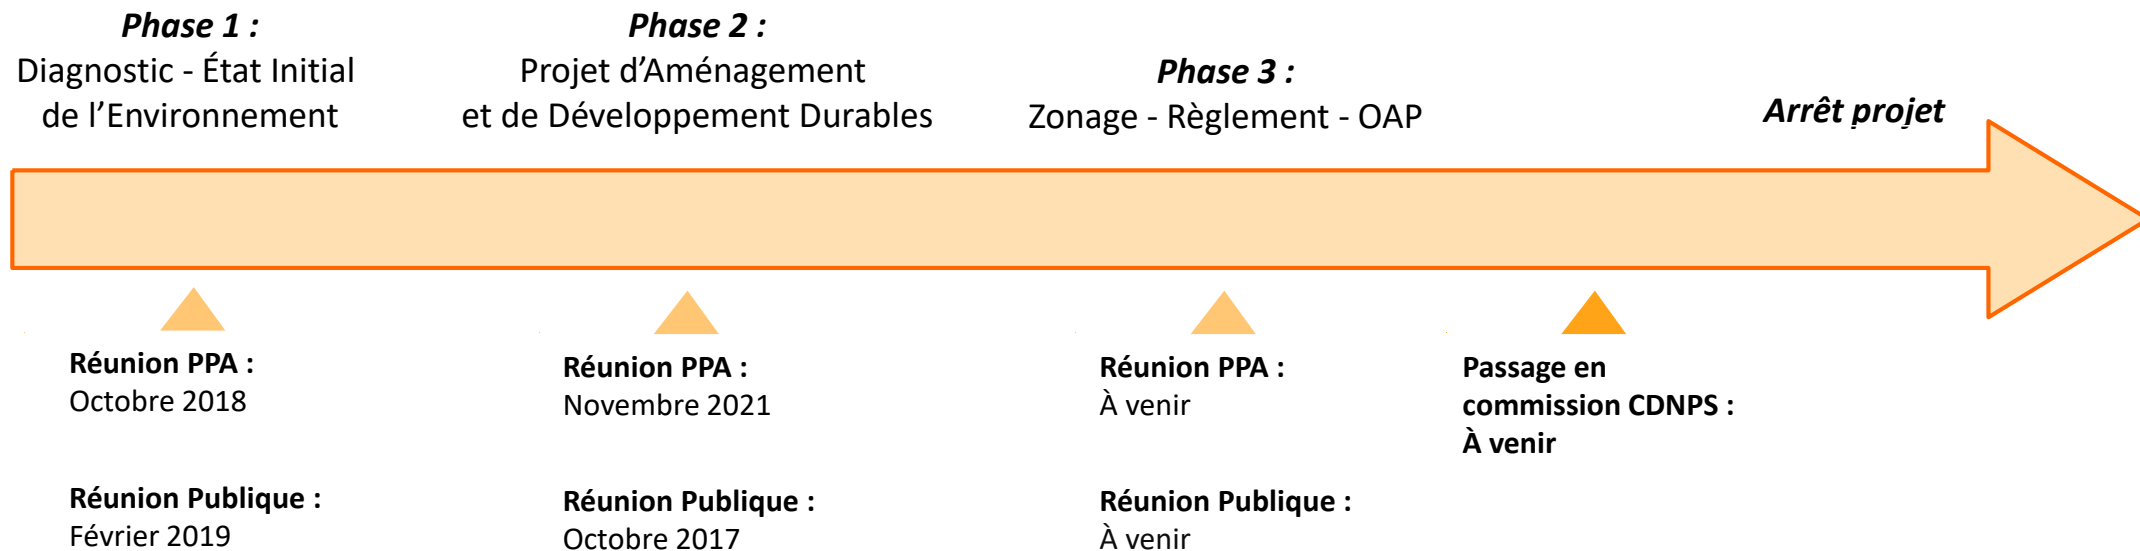 Phase 1 :
Diagnostic - État Initial
de l’Environnement
Phase 2 :
Projet d’Aménagement
et de Développement Durables
Phase 3 :
Zonage - Règlement - OAP
Arrêt projet
Réunion PPA :
Octobre 2018
Réunion Publique :
Février 2019
Réunion PPA :
Novembre 2021
Réunion Publique :
Octobre 2017
Réunion PPA :
À venir
Réunion Publique :
À venir
Passage en
commission CDNPS :
À venir